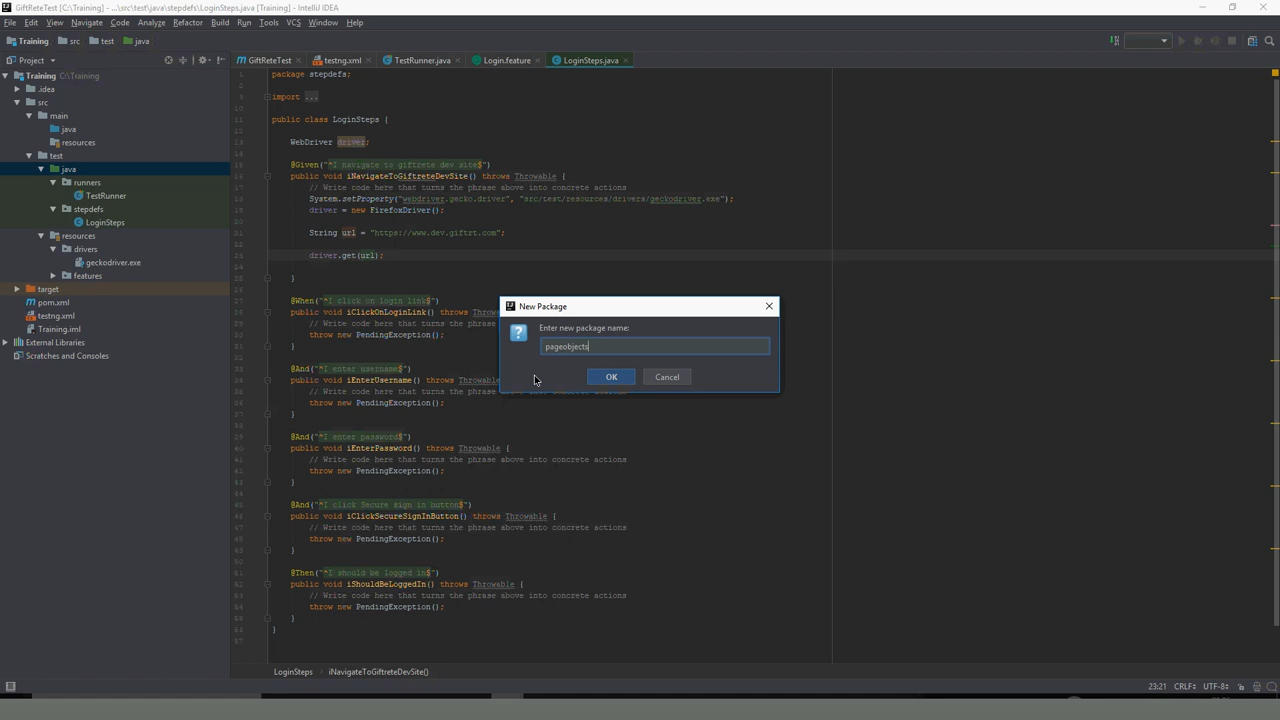 GiftReteTest [C:\Training] - ...\src\test\java\stepdefs\LoginSteps.java [Training] - IntelliJ IDEA
File Edit View Navigate Code Analyze Refactor Build Run Tools VCS Window Help
Training src test java
Project
GiftReteTest testng.xml TestRunner.java Login.feature LoginSteps.java
Training C:\Training
.idea
src
main
java
resources
test
java
runners
TestRunner
stepdefs
LoginSteps
resources
drivers
geckodriver.exe
features
target
pom.xml
testng.xml
Training.iml
External Libraries
Scratches and Consoles
package stepdefs;
import ...
public class LoginSteps {
WebDriver driver;
@Given("^I navigate to giftrete dev site$")
public void iNavigateToGiftreteDevSite() throws Throwable {
// Write code here that turns the phrase above into concrete actions
System.setProperty("webdriver.gecko.driver", "src/test/resources/drivers/geckodriver.exe");
driver = new FirefoxDriver();
String url = "https://www.dev.giftrt.com";
driver.get(url);
}
@When("^I click on login link$")
public void iClickOnLoginLink() throws Throw
// Write code here that turns the phrase
throw new PendingException();
}
@And("^I enter username$")
public void iEnterUsername() throws Throwable
// Write code here that turns the phrase above into concrete actions
throw new PendingException();
}
@And("^I enter password$")
public void iEnterPassword() throws Throwable {
// Write code here that turns the phrase above into concrete actions
throw new PendingException();
}
@And("^I click Secure sign in button$")
public void iClickSecureSignInButton() throws Throwable {
// Write code here that turns the phrase above into concrete actions
throw new PendingException();
}
@Then("^I should be logged in$")
public void iShouldBeLoggedIn() throws Throwable {
// Write code here that turns the phrase above into concrete actions
throw new PendingException();
}
}
New Package
Enter new package name:
pageobjects
OK Cancel
LoginSteps iNavigateToGiftreteDevSite()
23:21 CRLF UTF-8